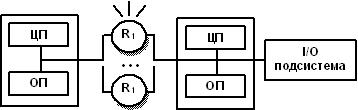 ЦП
ОП
R1
...
R1
ЦП
ОП
I/O
подсистема